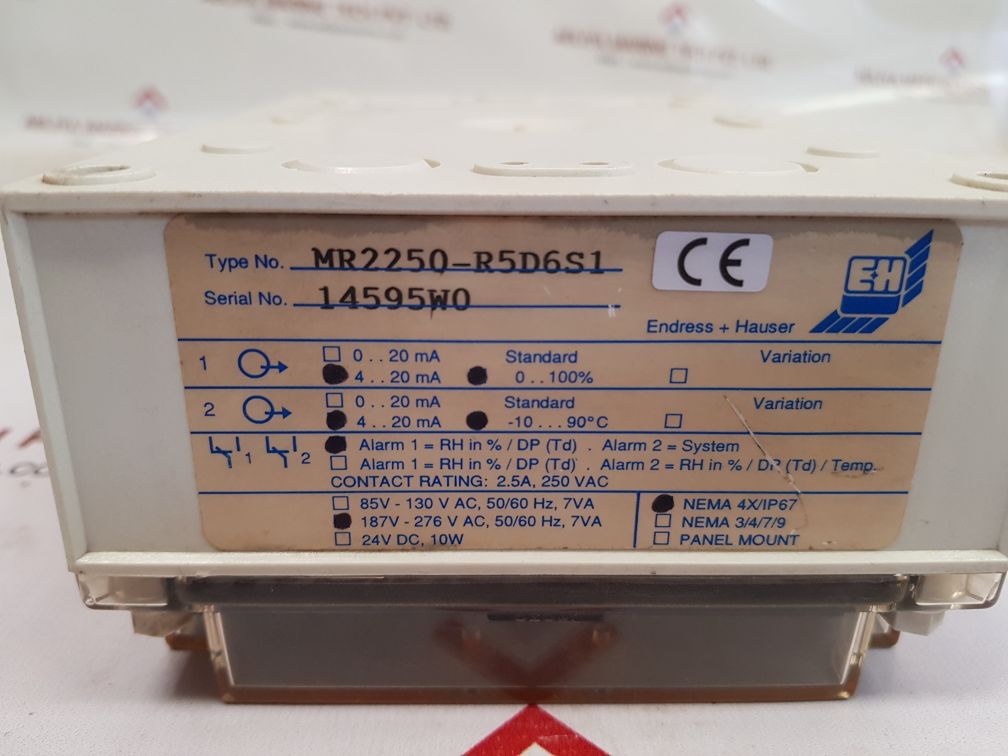 Type No. MR2250-R5D6S1
Serial No. 14595W0
CE
E+H
Endress + Hauser
1 0 . . 20 mA Standard Variation
4 . . 20 mA 0 . . 100%
2 0 . . 20 mA Standard Variation
4 . . 20 mA -10 ... 90°C
1 2 Alarm 1 = RH in % / DP (Td) . Alarm 2 = System
Alarm 1 = RH in % / DP (Td) . Alarm 2 = RH in % / DP (Td) / Temp.
CONTACT RATING: 2.5A, 250 VAC
85V - 130 V AC, 50/60 Hz, 7VA NEMA 4X/IP67
187V - 276 V AC, 50/60 Hz, 7VA NEMA 3/4/7/9
24V DC, 10W PANEL MOUNT